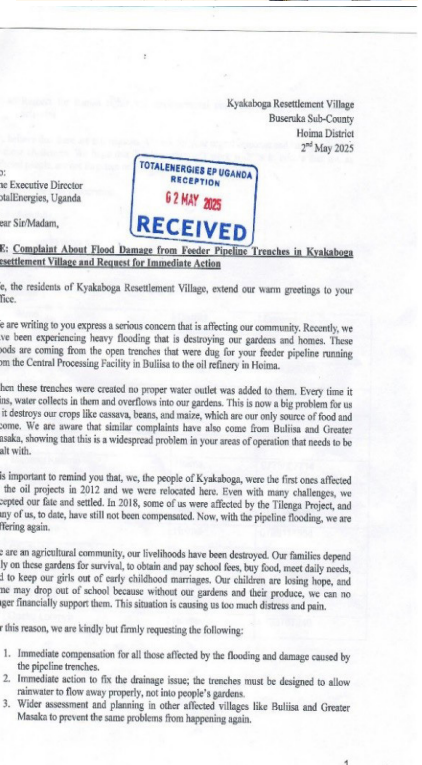 Kyakaboga Resettlement Village
Buseruka Sub-County
Hoima District
2nd May 2025
TOTALENERGIES EP UGANDA
RECEPTION
02 MAY 2025
RECEIVED
o:
he Executive Director
otalEnergies, Uganda
ear Sir/Madam,
E: Complaint About Flood Damage from Feeder Pipeline Trenches in Kyakaboga
esettlement Village and Request for Immediate Action
e, the residents of Kyakaboga Resettlement Village, extend our warm greetings to your
fice.
e are writing to you express a serious concern that is affecting our community. Recently, we
ve been experiencing heavy flooding that is destroying our gardens and homes. These
ods are coming from the open trenches that were dug for your feeder pipeline running
om the Central Processing Facility in Buliisa to the oil refinery in Hoima.
hen these trenches were created no proper water outlet was added to them. Every time it
ins, water collects in them and overflows into our gardens. This is now a big problem for us
it destroys our crops like cassava, beans, and maize, which are our only source of food and
come. We are aware that similar complaints have also come from Buliisa and Greater
asaka, showing that this is a widespread problem in your areas of operation that needs to be
alt with.
is important to remind you that, we, the people of Kyakaboga, were the first ones affected
the oil projects in 2012 and we were relocated here. Even with many challenges, we
cepted our fate and settled. In 2018, some of us were affected by the Tilenga Project, and
any of us, to date, have still not been compensated. Now, with the pipeline flooding, we are
ffering again.
e are an agricultural community, our livelihoods have been destroyed. Our families depend
ly on these gardens for survival, to obtain and pay school fees, buy food, meet daily needs,
d to keep our girls out of early childhood marriages. Our children are losing hope, and
me may drop out of school because without our gardens and their produce, we can no
nger financially support them. This situation is causing us too much distress and pain.
r this reason, we are kindly but firmly requesting the following:
1. Immediate compensation for all those affected by the flooding and damage caused by
the pipeline trenches.
2. Immediate action to fix the drainage issue; the trenches must be designed to allow
rainwater to flow away properly, not into people's gardens.
3. Wider assessment and planning in other affected villages like Buliisa and Greater
Masaka to prevent the same problems from happening again.